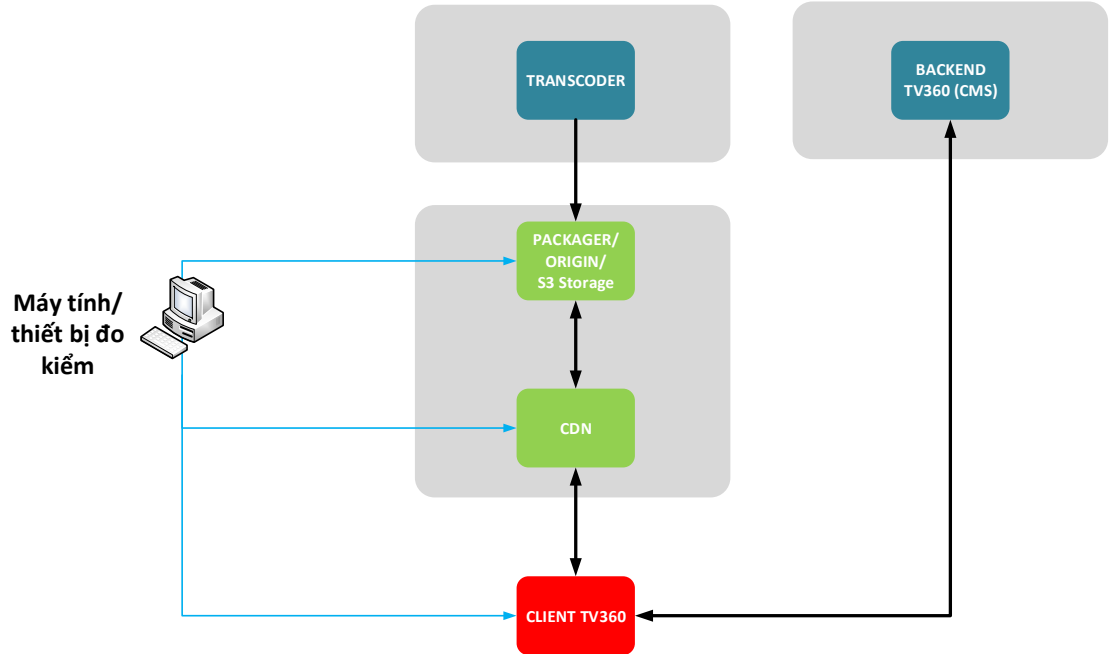 TRANSCODER
BACKEND
TV360 (CMS)
PACKAGER/
ORIGIN/
S3 Storage
Máy tính/
thiết bị đo
kiểm
CDN
CLIENT TV360